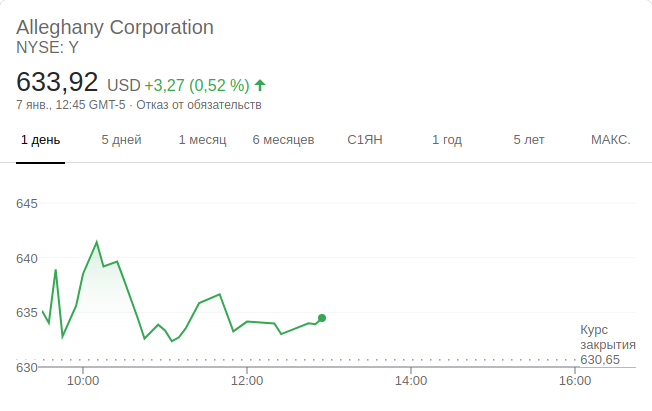 Alleghany Corporation
NYSE: Y
633,92 USD +3,27 (0,52 %)
7 янв., 12:45 GMT-5 · Отказ от обязательств
1 день 5 дней 1 месяц 6 месяцев С1ЯН 1 год 5 лет МАКС.
645
640
635
630
Курс
закрытия
630,65
10:00 12:00 14:00 16:00